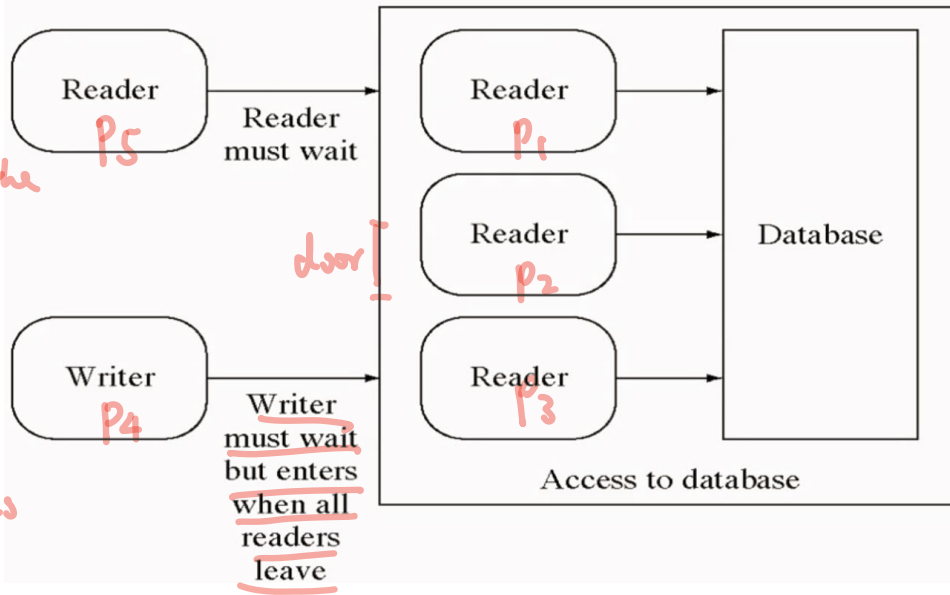 Reader
P5
Reader
must wait
Reader
P1
he
door
Reader
P2
Database
Writer
P4
Writer
must wait
but enters
when all
readers
leave
Reader
P3
Access to database